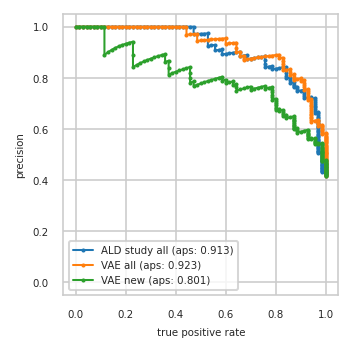 1.0
0.8
0.6
0.4
0.2
0.0
precision
ALD study all (aps: 0.913)
VAE all (aps: 0.923)
VAE new (aps: 0.801)
0.0 0.2 0.4 0.6 0.8 1.0
true positive rate